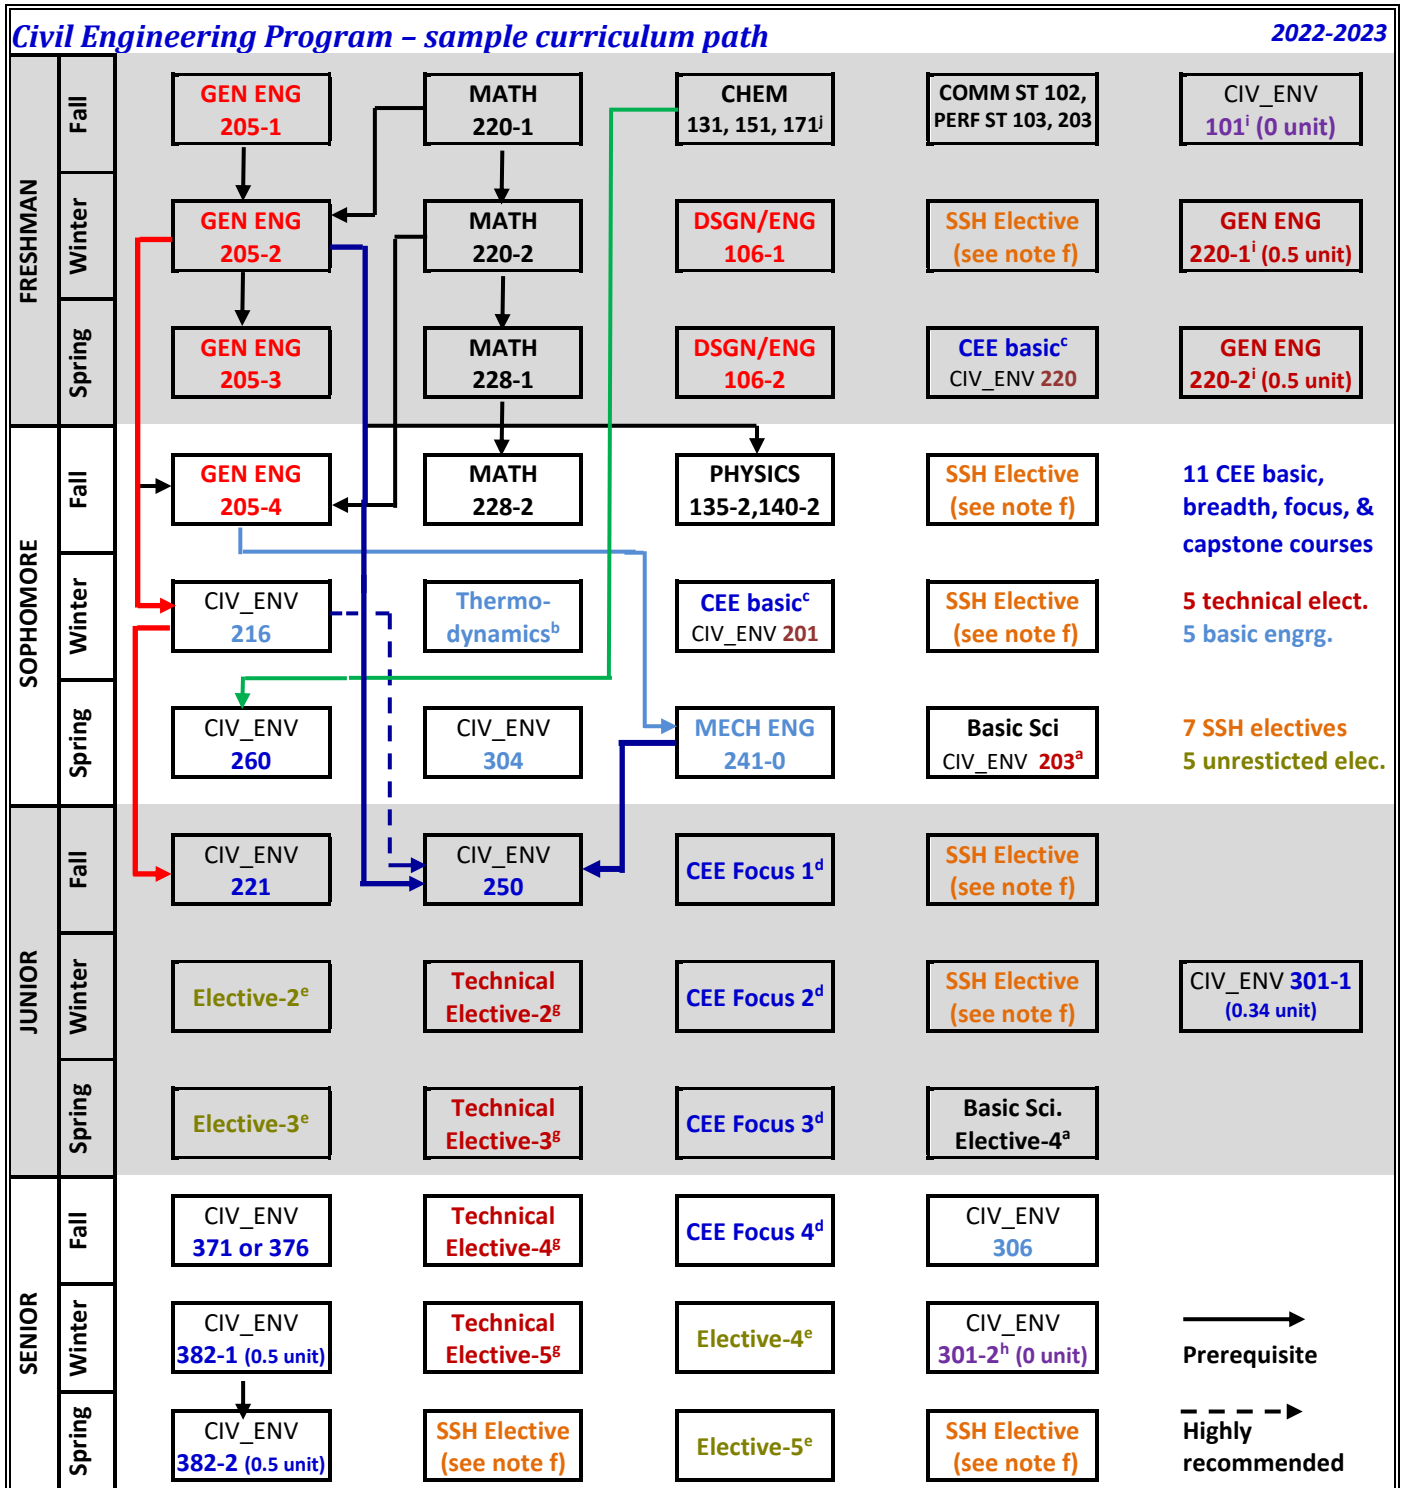 Civil Engineering Program – sample curriculum path
2022-2023
FRESHMAN
Fall
GEN ENG
205-1
MATH
220-1
CHEM
131, 151, 171j
COMM ST 102,
PERF ST 103, 203
CIV_ENV
101i (0 unit)
Winter
GEN ENG
205-2
MATH
220-2
DSGN/ENG
106-1
SSH Elective
(see note f)
GEN ENG
220-1i (0.5 unit)
Spring
GEN ENG
205-3
MATH
228-1
DSGN/ENG
106-2
CEE basicc
CIV_ENV 220
GEN ENG
220-2i (0.5 unit)
SOPHOMORE
Fall
GEN ENG
205-4
MATH
228-2
PHYSICS
135-2,140-2
SSH Elective
(see note f)
11 CEE basic,
breadth, focus, &
capstone courses
Winter
CIV_ENV
216
Thermo-
dynamicsb
CEE basicc
CIV_ENV 201
SSH Elective
(see note f)
5 technical elect.
5 basic engrg.
Spring
CIV_ENV
260
CIV_ENV
304
MECH ENG
241-0
Basic Sci
CIV_ENV 203a
7 SSH electives
5 unresticted elec.
JUNIOR
Fall
CIV_ENV
221
CIV_ENV
250
CEE Focus 1d
SSH Elective
(see note f)
Winter
Elective-2e
Technical
Elective-2g
CEE Focus 2d
SSH Elective
(see note f)
CIV_ENV 301-1
(0.34 unit)
Spring
Elective-3e
Technical
Elective-3g
CEE Focus 3d
Basic Sci.
Elective-4a
SENIOR
Fall
CIV_ENV
371 or 376
Technical
Elective-4g
CEE Focus 4d
CIV_ENV
306
Winter
CIV_ENV
382-1 (0.5 unit)
Technical
Elective-5g
Elective-4e
CIV_ENV
301-2h (0 unit)
Prerequisite
Spring
CIV_ENV
382-2 (0.5 unit)
SSH Elective
(see note f)
Elective-5e
SSH Elective
(see note f)
Highly
recommended